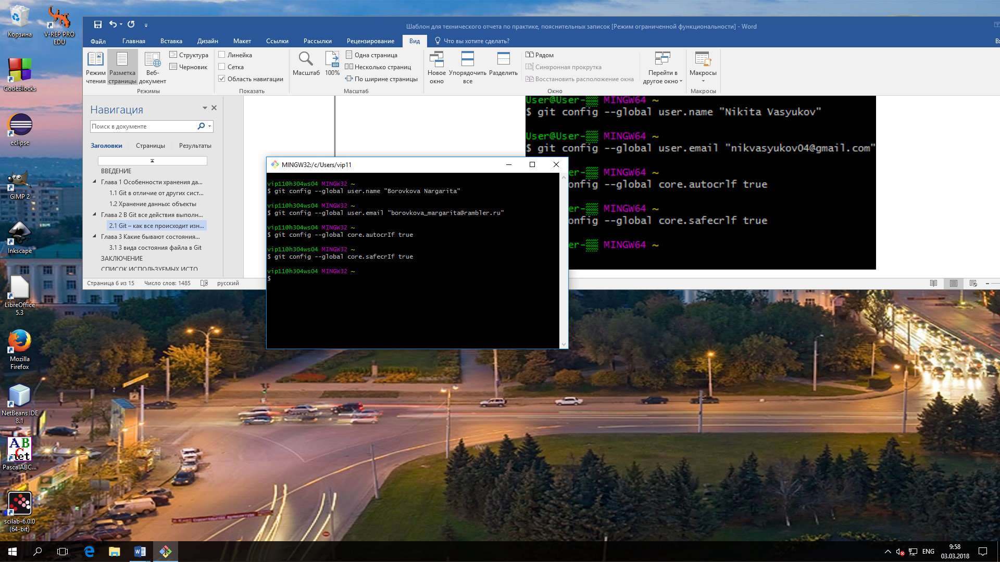 Корзина
V-REP PRO EDU
CodeBlocks
eclipse
GIMP 2
Inkscape
LibreOffice 5.3
Mozilla Firefox
NetBeans IDE 8.1
PascalABC...
scilab-6.0.0 (64-bit)
Шаблон для технического отчета по практике, пояснительных записок [Режим ограниченной функциональности] - Word
Файл Главная Вставка Дизайн Макет Ссылки Рассылки Рецензирование Вид Что вы хотите сделать?
Режим чтения
Разметка страницы
Веб-документ
Структура
Черновик
Режимы
Линейка
Сетка
Область навигации
Показать
Масштаб
100%
Одна страница
Несколько страниц
По ширине страницы
Масштаб
Новое окно
Упорядочить все
Разделить
Рядом
Синхронная прокрутка
Восстановить расположение окна
Перейти в другое окно
Окно
Макросы
Макросы
Навигация
Поиск в документе
Заголовки Страницы Результаты
ВВЕДЕНИЕ
Глава 1 Особенности хранения да...
1.1 Git в отличие от других сист...
1.2 Хранение данных: объекты
Глава 2 В Git все действия выполн...
2.1 Git – как все происходит изн...
Глава 3 Какие бывают состояния...
3.1 3 вида состояния файла в Git
ЗАКЛЮЧЕНИЕ
СПИСОК ИСПОЛЬЗУЕМЫХ ИСТО
Страница 6 из 15 Число слов: 1485 русский
User@User- MINGW64 ~
$ git config --global user.name "Nikita Vasyukov"
User@User- MINGW64 ~
$ git config --global user.email "nikvasyukov04@gmail.com"
er- MINGW64 ~
onfig --global core.autocrlf true
er- MINGW64 ~
onfig --global core.safecrlf true
er- MINGW64 ~
MINGW32:/c/Users/vip11
vip11@h304ws04 MINGW32 ~
$ git config --global user.name "Borovkova Nargarita"
vip11@h304ws04 MINGW32 ~
$ git config --global user.email "borovkova_margarita@rambler.ru"
vip11@h304ws04 MINGW32 ~
$ git config --global core.autocrIf true
vip11@h304ws04 MINGW32 ~
$ git config --global core.safecrIf true
vip11@h304ws04 MINGW32 ~
$
ENG
9:58
03.03.2018